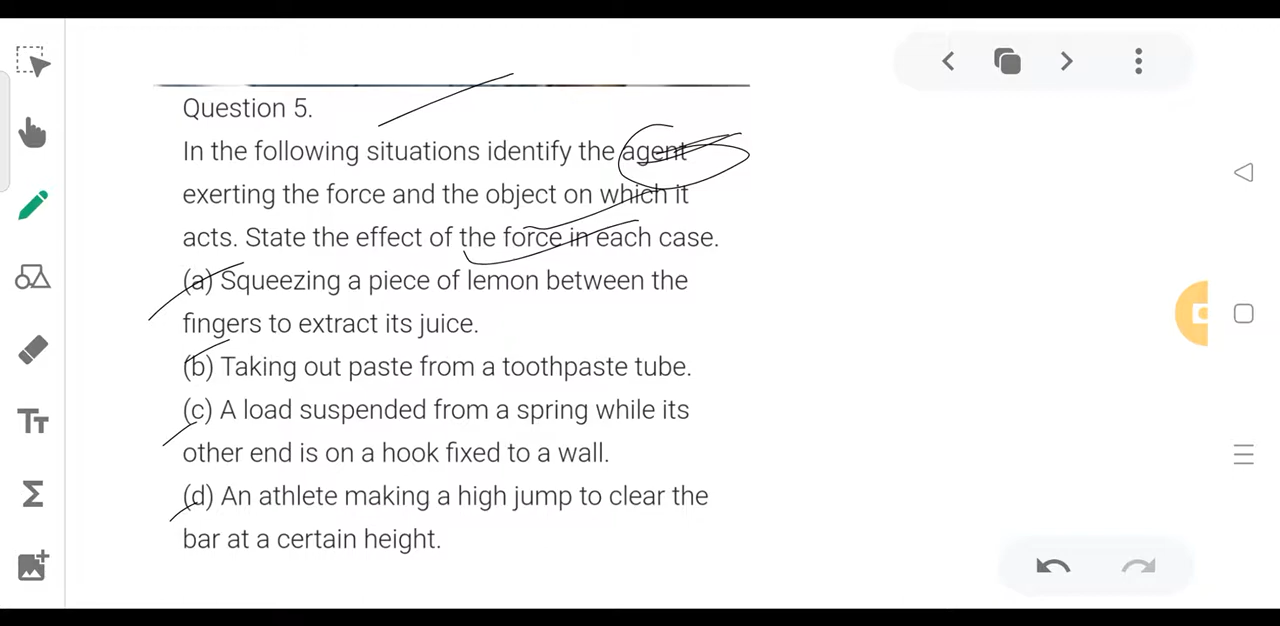 Question 5.
In the following situations identify the agent
exerting the force and the object on which it
acts. State the effect of the force in each case.
(a) Squeezing a piece of lemon between the
fingers to extract its juice.
(b) Taking out paste from a toothpaste tube.
(c) A load suspended from a spring while its
other end is on a hook fixed to a wall.
(d) An athlete making a high jump to clear the
bar at a certain height.